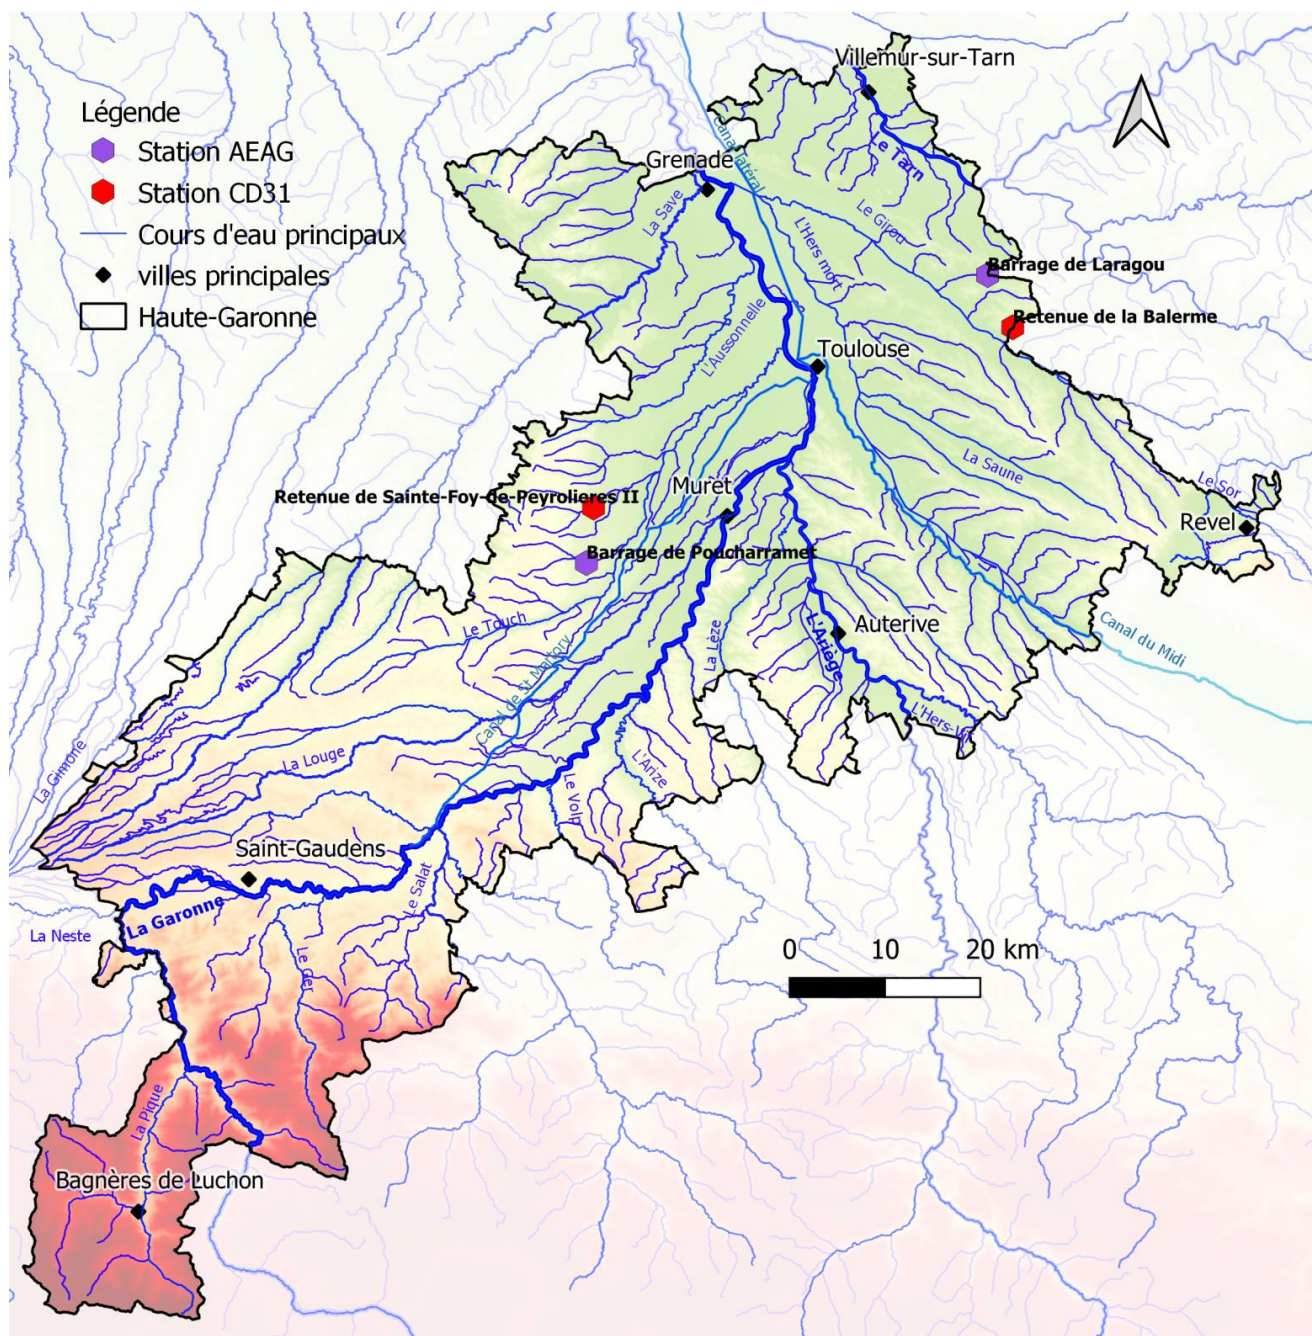 Villemur-sur-Tarn
Légende
Station AEAG
Station CD31
Cours d'eau principaux
villes principales
Haute-Garonne
Canal latéral
Le Tarn
Grenade
La Save
Le Girou
L'Hers mort
Barrage de Laragou
Retenue de la Balerme
L'Aussonnelle
Toulouse
La Saune
Le Sor
Muret
Retenue de Sainte-Foy-de-Peyrolieres II
Revel
Barrage de Poucharramet
Le Touch
Canal de St Martory
La Lèze
L'Ariege
Auterive
Canal du Midi
L'Hers-
La Gimone
La Louge
L'Arize
Le Volp
Saint-Gaudens
Le Salat
La Garonne
La Neste
Le Ger
0 10 20 km
La Pique
Bagnères de Luchon